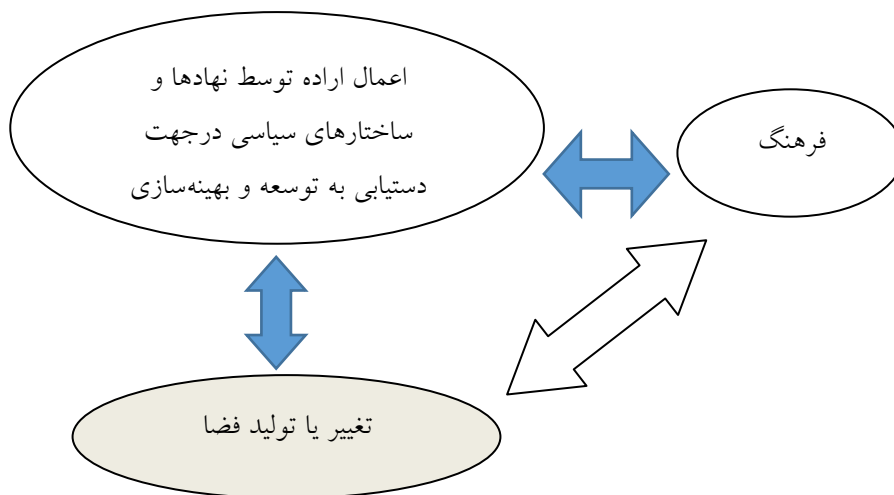 اعمال اراده توسط نهادها و
ساختارهای سیاسی درجهت
دستیابی به توسعه و بهینه‌سازی
فرهنگ
تغییر یا تولید فضا